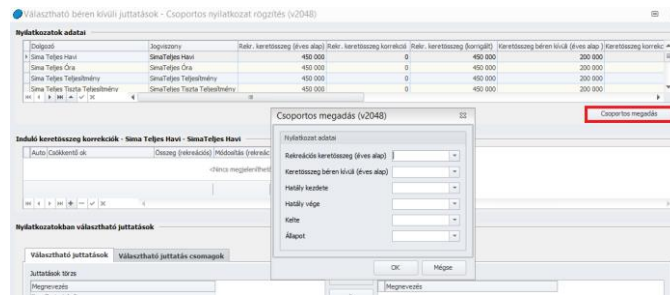 Választható béren kívüli juttatások - Csoportos nyilatkozat rögzítés (v2048)
Nyilatkozatok adatai
Dolgozó Jogviszony Rekr. keretösszeg (éves alap) Rekr. keretösszeg korrekció Rekr. keretösszeg (korrigált) Keretösszeg béren kívüli (éves alap) Keretösszeg korrekc
Sima Teljes Havi SimaTeljes Havi 450 000 0 450 000 200 000
Sima Teljes Óra SimaTeljes Óra 450 000 0 450 000 200 000
Sima Teljes Teljesítmény SimaTeljes Teljesítmény 450 000 0 450 000 200 000
Sima Teljes Tiszta Teljesítmény SimaTeljes Tiszta Teljesítmény 450 000 0 450 000 200 000
Csoportos megadás
Csoportos megadás (v2048)
Nyilatkozat adatai
Rekreációs keretösszeg (éves alap)
Keretösszeg béren kívüli (éves alap)
Hatály kezdete
Hatály vége
Kelte
Állapot
OK Mégse
Induló keretösszeg korrekciók - Sima Teljes Havi - SimaTeljes Havi
Auto Csökkentő ok Összeg (rekreációs) Módosítás (rekreác
<Nincs megjeleníthet
Nyilatkozatokban választható juttatások
Választható juttatások Választható juttatás csomagok
Juttatások törzs
Megnevezés Megnevezés